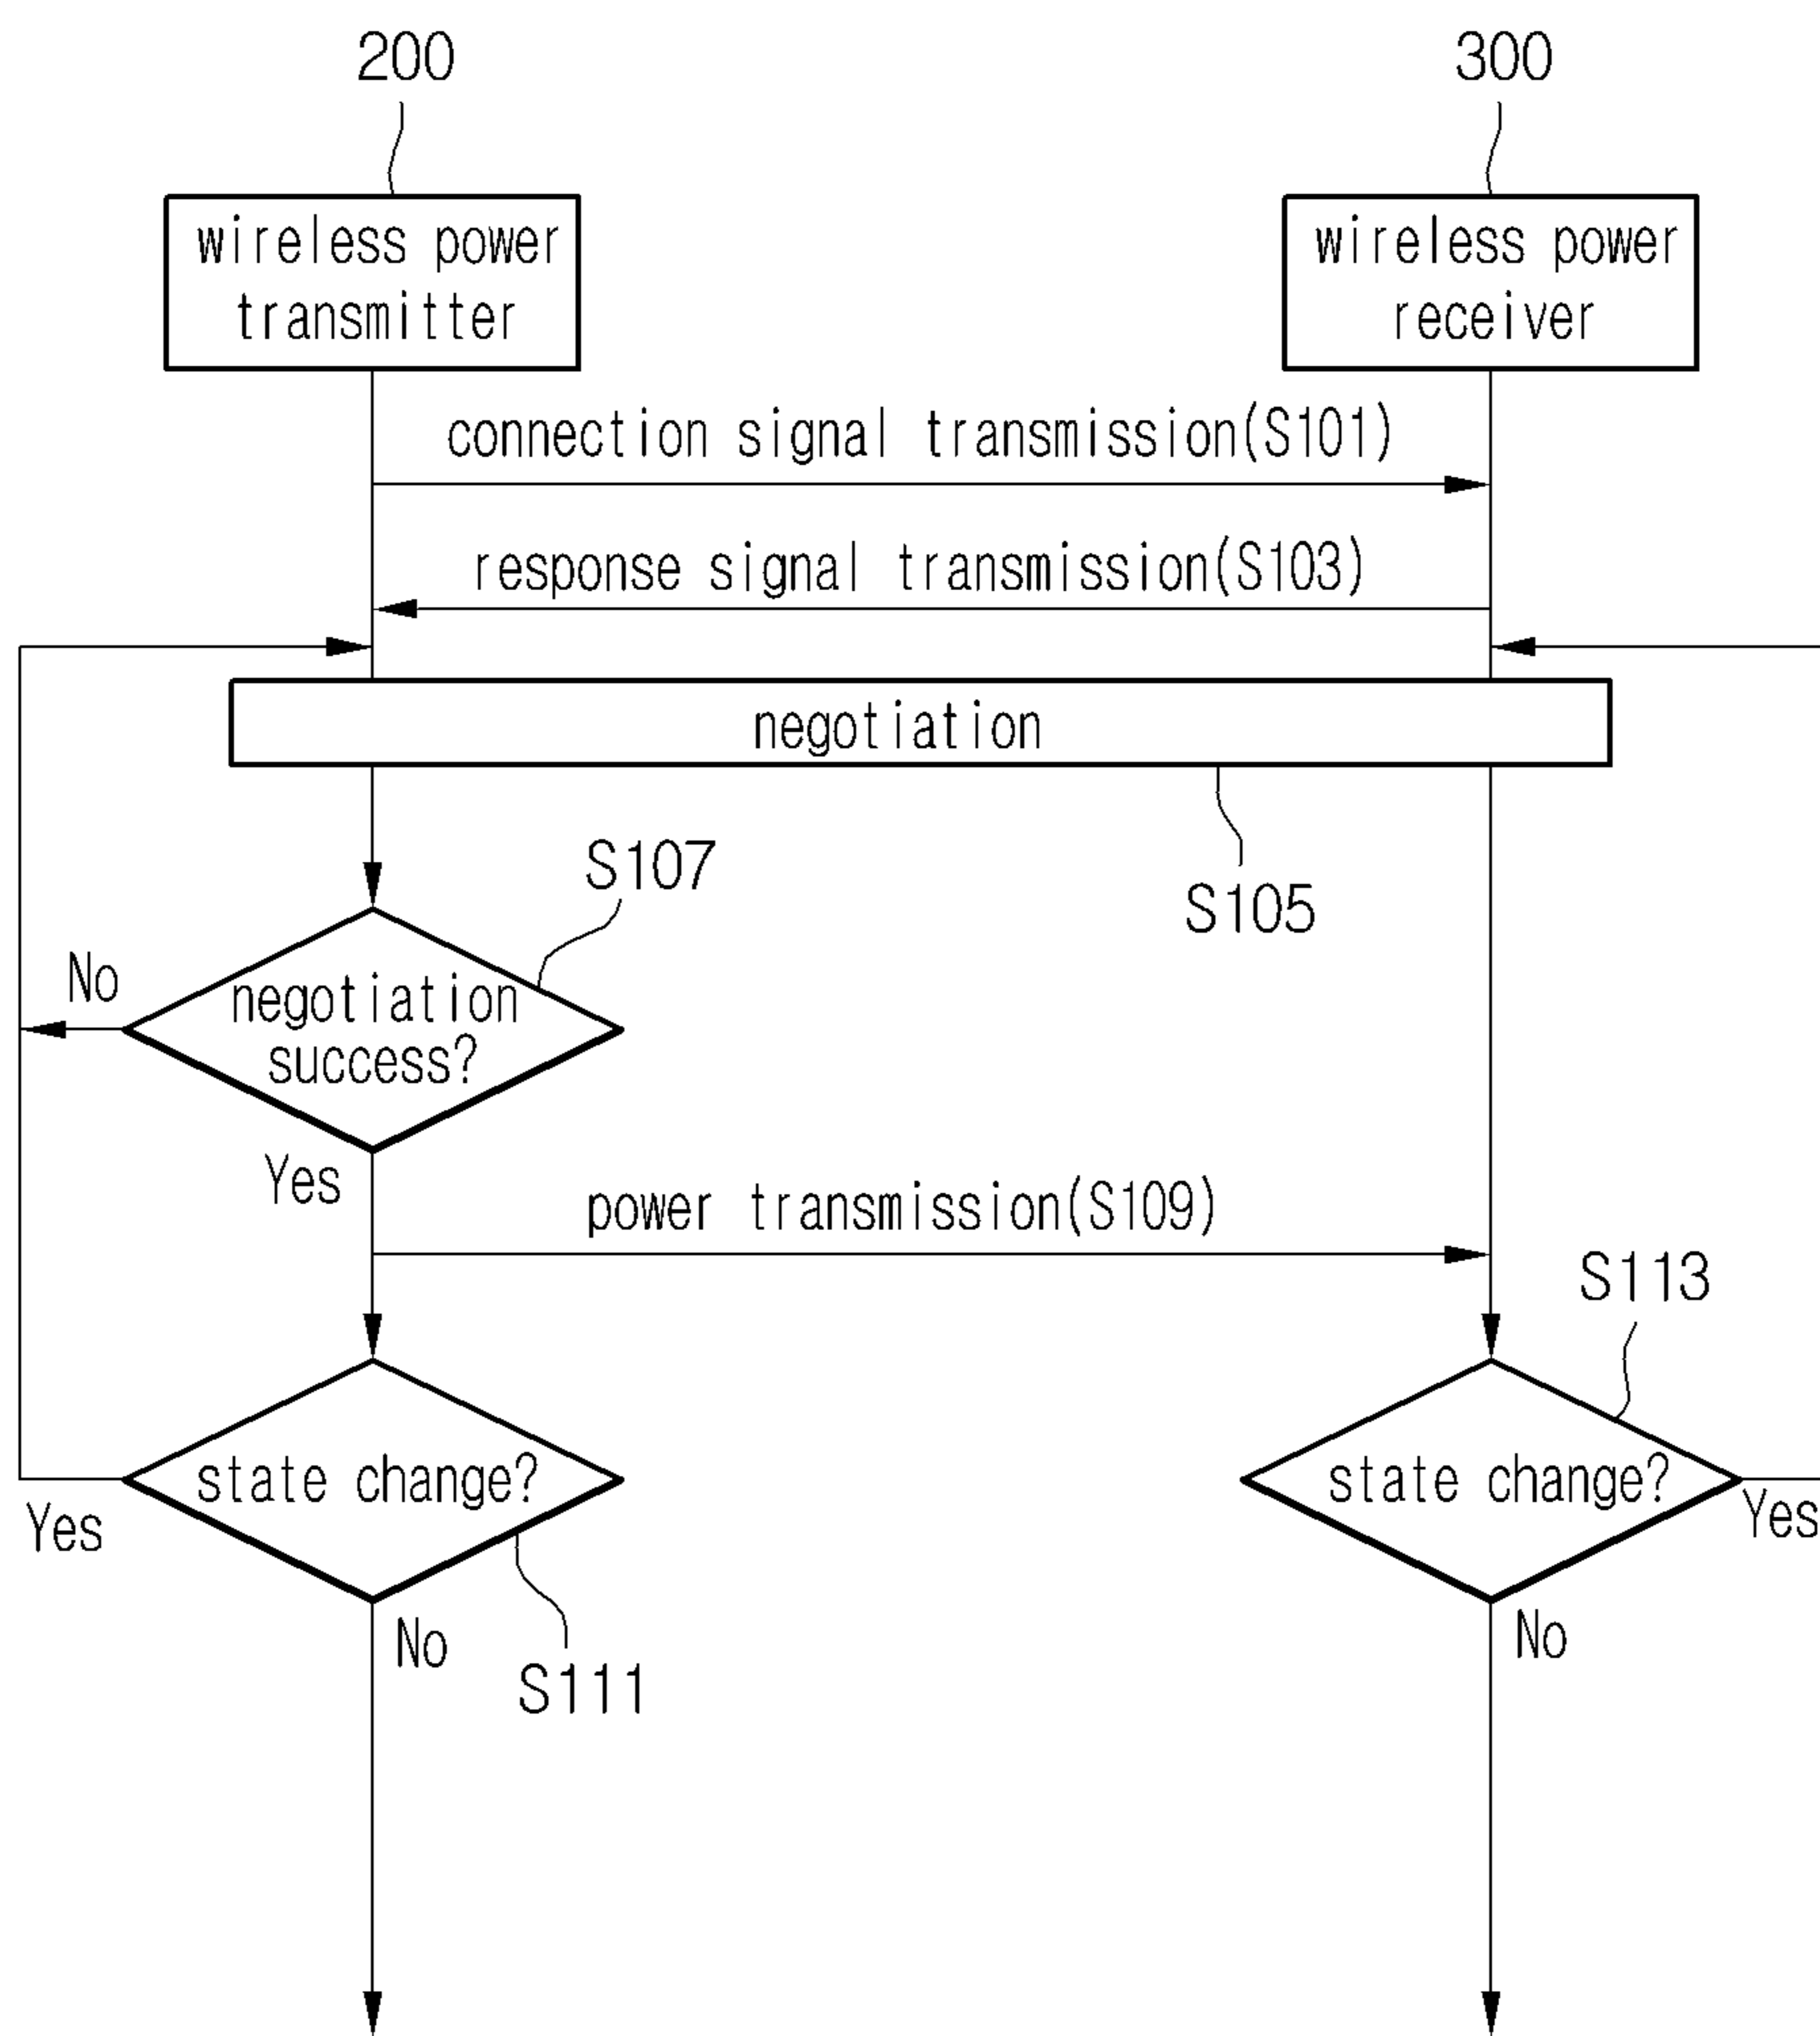 200
300
wireless power
transmitter
wireless power
receiver
connection signal transmission(S101)
response signal transmission(S103)
negotiation
S107
S105
No
negotiation
success?
Yes
power transmission(S109)
S113
state change?
Yes
state change?
Yes
No
S111
No